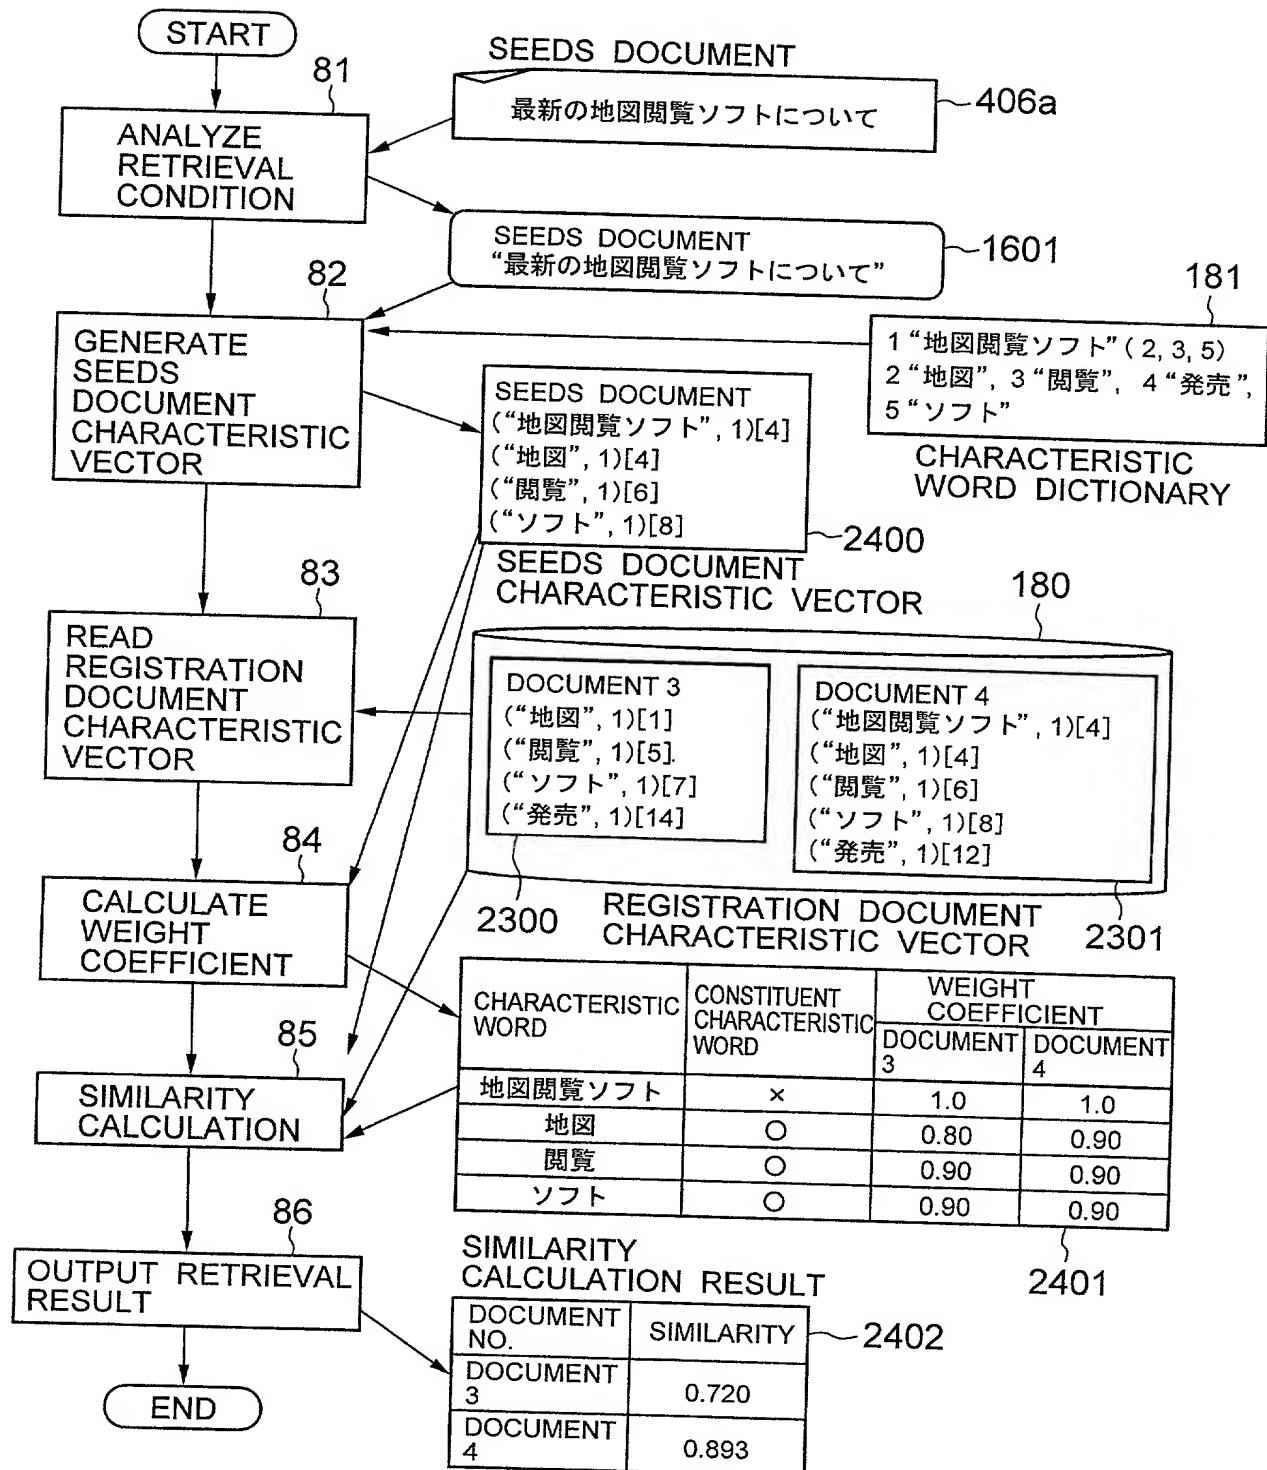 START
81
ANALYZE
RETRIEVAL
CONDITION
SEEDS DOCUMENT
最新の地図閲覧ソフトについて
406a
SEEDS DOCUMENT
“最新の地図閲覧ソフトについて”
1601
82
GENERATE
SEEDS
DOCUMENT
CHARACTERISTIC
VECTOR
181
1 “地図閲覧ソフト” ( 2, 3, 5)
2 “地図”, 3 “閲覧”, 4 “発売”,
5 “ソフト”
CHARACTERISTIC
WORD DICTIONARY
SEEDS DOCUMENT
(“地図閲覧ソフト”, 1)[4]
(“地図”, 1)[4]
(“閲覧”, 1)[6]
(“ソフト”, 1)[8]
2400
SEEDS DOCUMENT
CHARACTERISTIC VECTOR
83
READ
REGISTRATION
DOCUMENT
CHARACTERISTIC
VECTOR
180
DOCUMENT 3
(“地図”, 1)[1]
(“閲覧”, 1)[5].
(“ソフト”, 1)[7]
(“発売”, 1)[14]
2300
DOCUMENT 4
(“地図閲覧ソフト”, 1)[4]
(“地図”, 1)[4]
(“閲覧”, 1)[6]
(“ソフト”, 1)[8]
(“発売”, 1)[12]
2301
REGISTRATION DOCUMENT
CHARACTERISTIC VECTOR
84
CALCULATE
WEIGHT
COEFFICIENT
CHARACTERISTIC
WORD
CONSTITUENT
CHARACTERISTIC
WORD
WEIGHT
COEFFICIENT
DOCUMENT
3
DOCUMENT
4
地図閲覧ソフト × 1.0 1.0
地図 ○ 0.80 0.90
閲覧 ○ 0.90 0.90
ソフト ○ 0.90 0.90
2401
85
SIMILARITY
CALCULATION
86
OUTPUT RETRIEVAL
RESULT
SIMILARITY
CALCULATION RESULT
DOCUMENT
NO.
SIMILARITY
2402
DOCUMENT
3
0.720
DOCUMENT
4
0.893
END